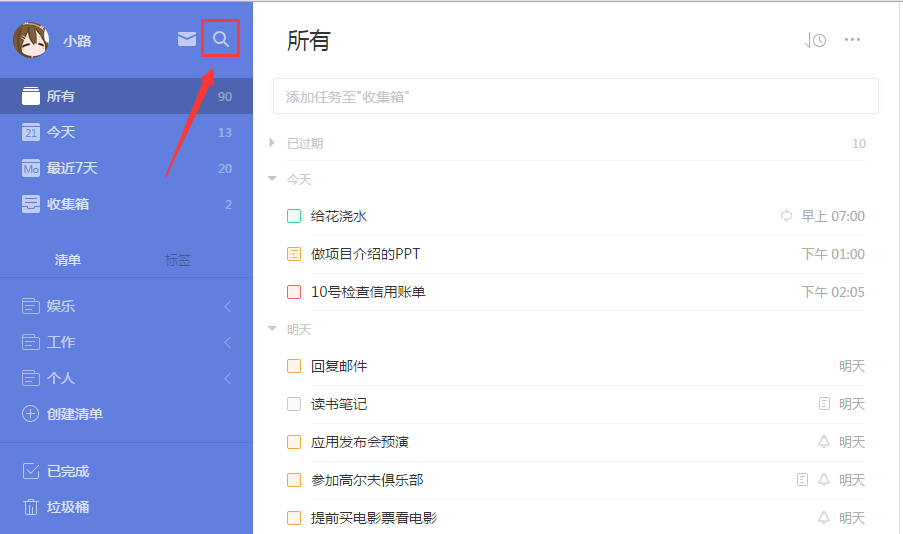 小路
所有 90
21 今天 13
Mo 最近7天 20
收集箱 2
清单 标签
娱乐
工作
个人
创建清单
已完成
垃圾桶
所有
添加任务至"收集箱"
已过期 10
今天
给花浇水 早上 07:00
做项目介绍的PPT 下午 01:00
10号检查信用账单 下午 02:05
明天
回复邮件 明天
读书笔记 明天
应用发布会预演 明天
参加高尔夫俱乐部 明天
提前买电影票看电影 明天